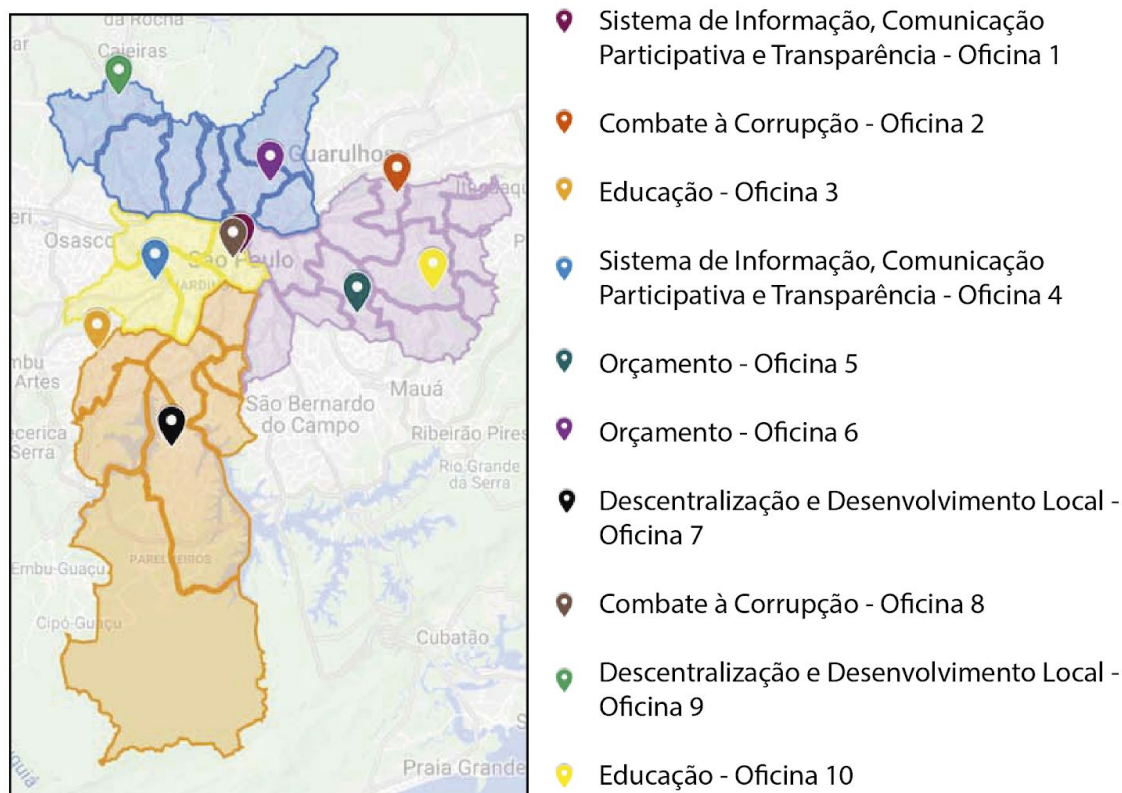 da Rocha
Caieiras
Guarulhos
Osasco
São Paulo
Artes
Mauá
São Bernardo
do Campo
Serra
Ribeirão Pires
Rio Grande
da Serra
PARELHEIROS
Embu-Guaçu
Cipó-Guaçu
Cubatão
Praia Grande
Sistema de Informação, Comunicação
Participativa e Transparência - Oficina 1
Combate à Corrupção - Oficina 2
Educação - Oficina 3
Sistema de Informação, Comunicação
Participativa e Transparência - Oficina 4
Orçamento - Oficina 5
Orçamento - Oficina 6
Descentralização e Desenvolvimento Local -
Oficina 7
Combate à Corrupção - Oficina 8
Descentralização e Desenvolvimento Local -
Oficina 9
Educação - Oficina 10